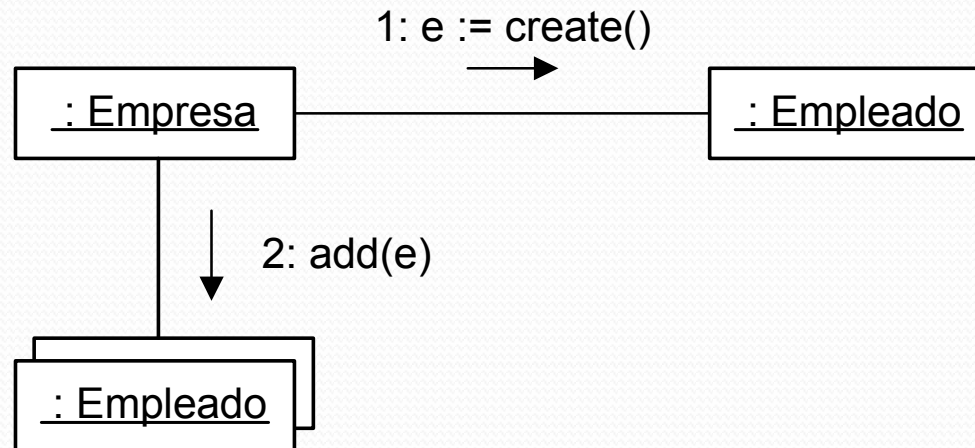 1: e := create()
: Empresa
: Empleado
2: add(e)
: Empleado